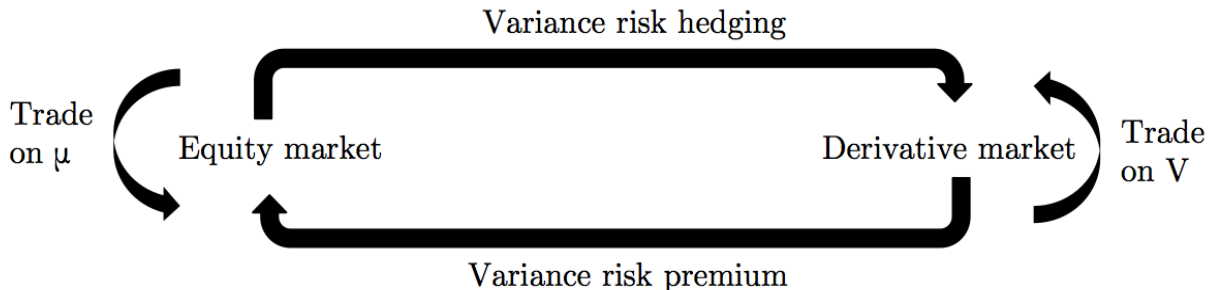 Variance risk hedging
Trade
on μ
Equity market
Derivative market
Trade
on V
Variance risk premium